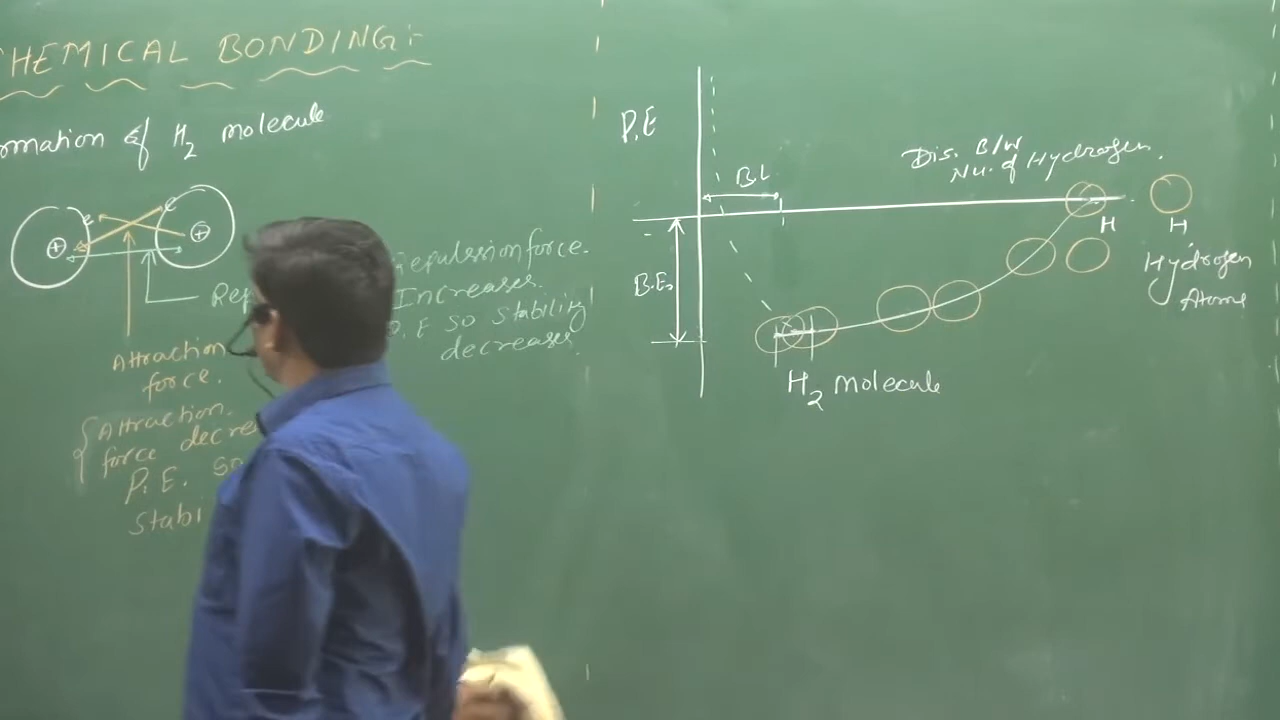 HEMICAL BONDING:-
ormation of H2 molecule
e e
+ +
Rep Repulsion force.
Increases.
P.E so stability
decreases.
Attraction
force.
{ Attraction.
force decre
P.E. so
stabi
P.E
B.L
Dis. B/W
Nu. of Hydrogen.
H H
Hydrogen
Atoms
B.E.
H2 molecule